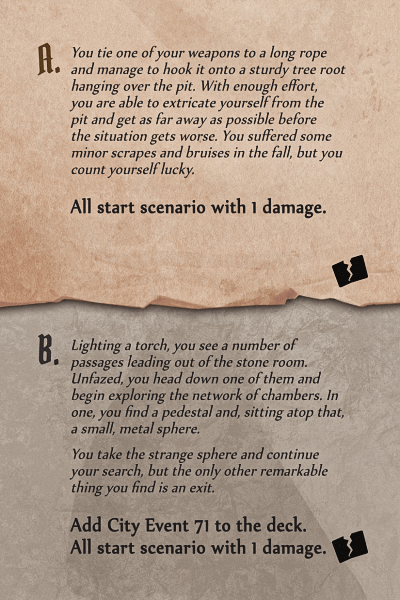 A.
You tie one of your weapons to a long rope
and manage to hook it onto a sturdy tree root
hanging over the pit. With enough effort,
you are able to extricate yourself from the
pit and get as far away as possible before
the situation gets worse. You suffered some
minor scrapes and bruises in the fall, but you
count yourself lucky.
All start scenario with 1 damage.
B.
Lighting a torch, you see a number of
passages leading out of the stone room.
Unfazed, you head down one of them and
begin exploring the network of chambers. In
one, you find a pedestal and, sitting atop that,
a small, metal sphere.
You take the strange sphere and continue
your search, but the only other remarkable
thing you find is an exit.
Add City Event 71 to the deck.
All start scenario with 1 damage.